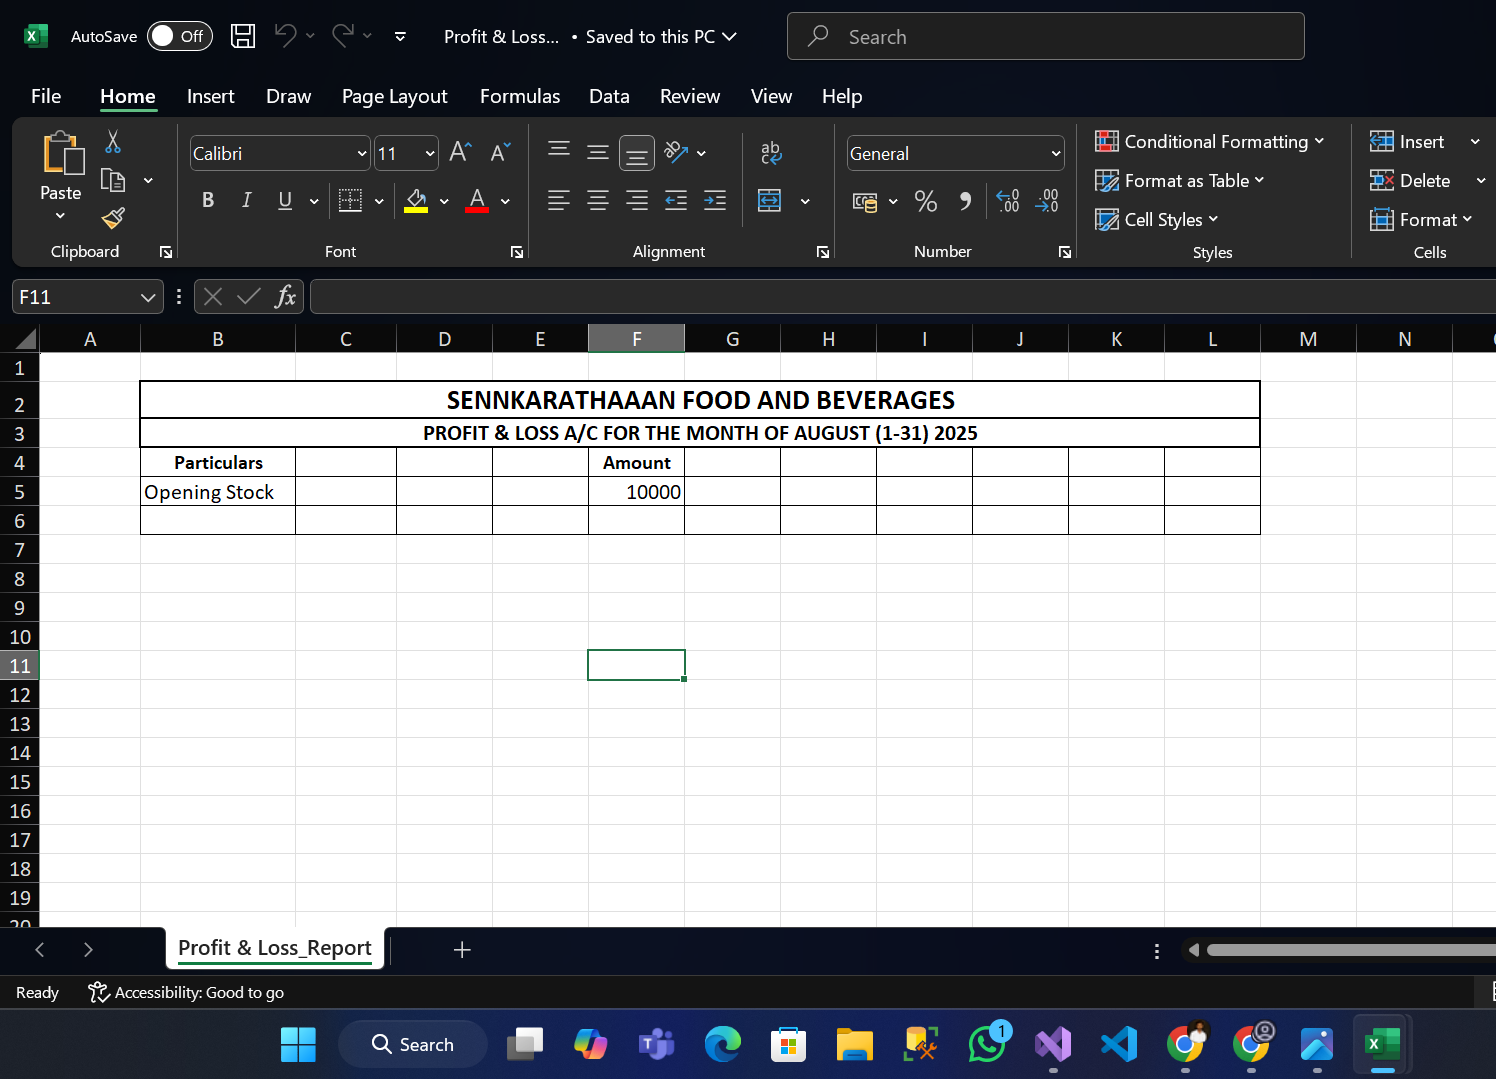 AutoSave Off Profit & Loss... • Saved to this PC Search
File Home Insert Draw Page Layout Formulas Data Review View Help
Paste
Clipboard
Calibri 11
B I U A
Font
ab
Alignment
General
% 9 .00 .00
Number
Conditional Formatting
Format as Table
Cell Styles
Styles
Insert
Delete
Format
Cells
F11 fx
A B C D E F G H I J K L M N
1
2 SENNKARATHAAAN FOOD AND BEVERAGES
3 PROFIT & LOSS A/C FOR THE MONTH OF AUGUST (1-31) 2025
4 Particulars Amount
5 Opening Stock 10000
6
7
8
9
10
11
12
13
14
15
16
17
18
19
20
Profit & Loss_Report
Ready Accessibility: Good to go
Search 1